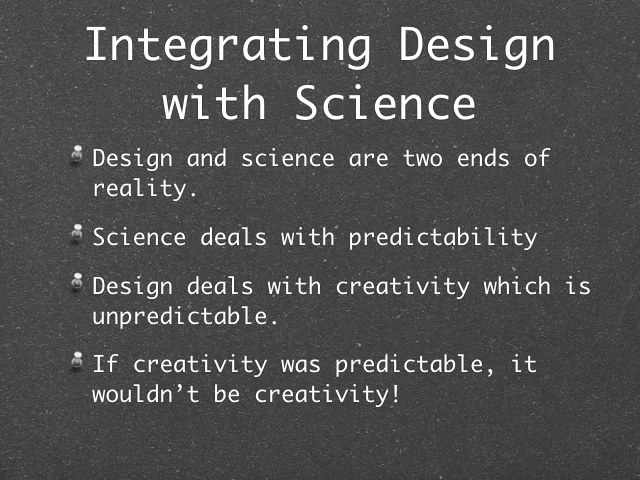 Integrating Design
with Science
Design and science are two ends of
reality.
Science deals with predictability
Design deals with creativity which is
unpredictable.
If creativity was predictable, it
wouldn’t be creativity!